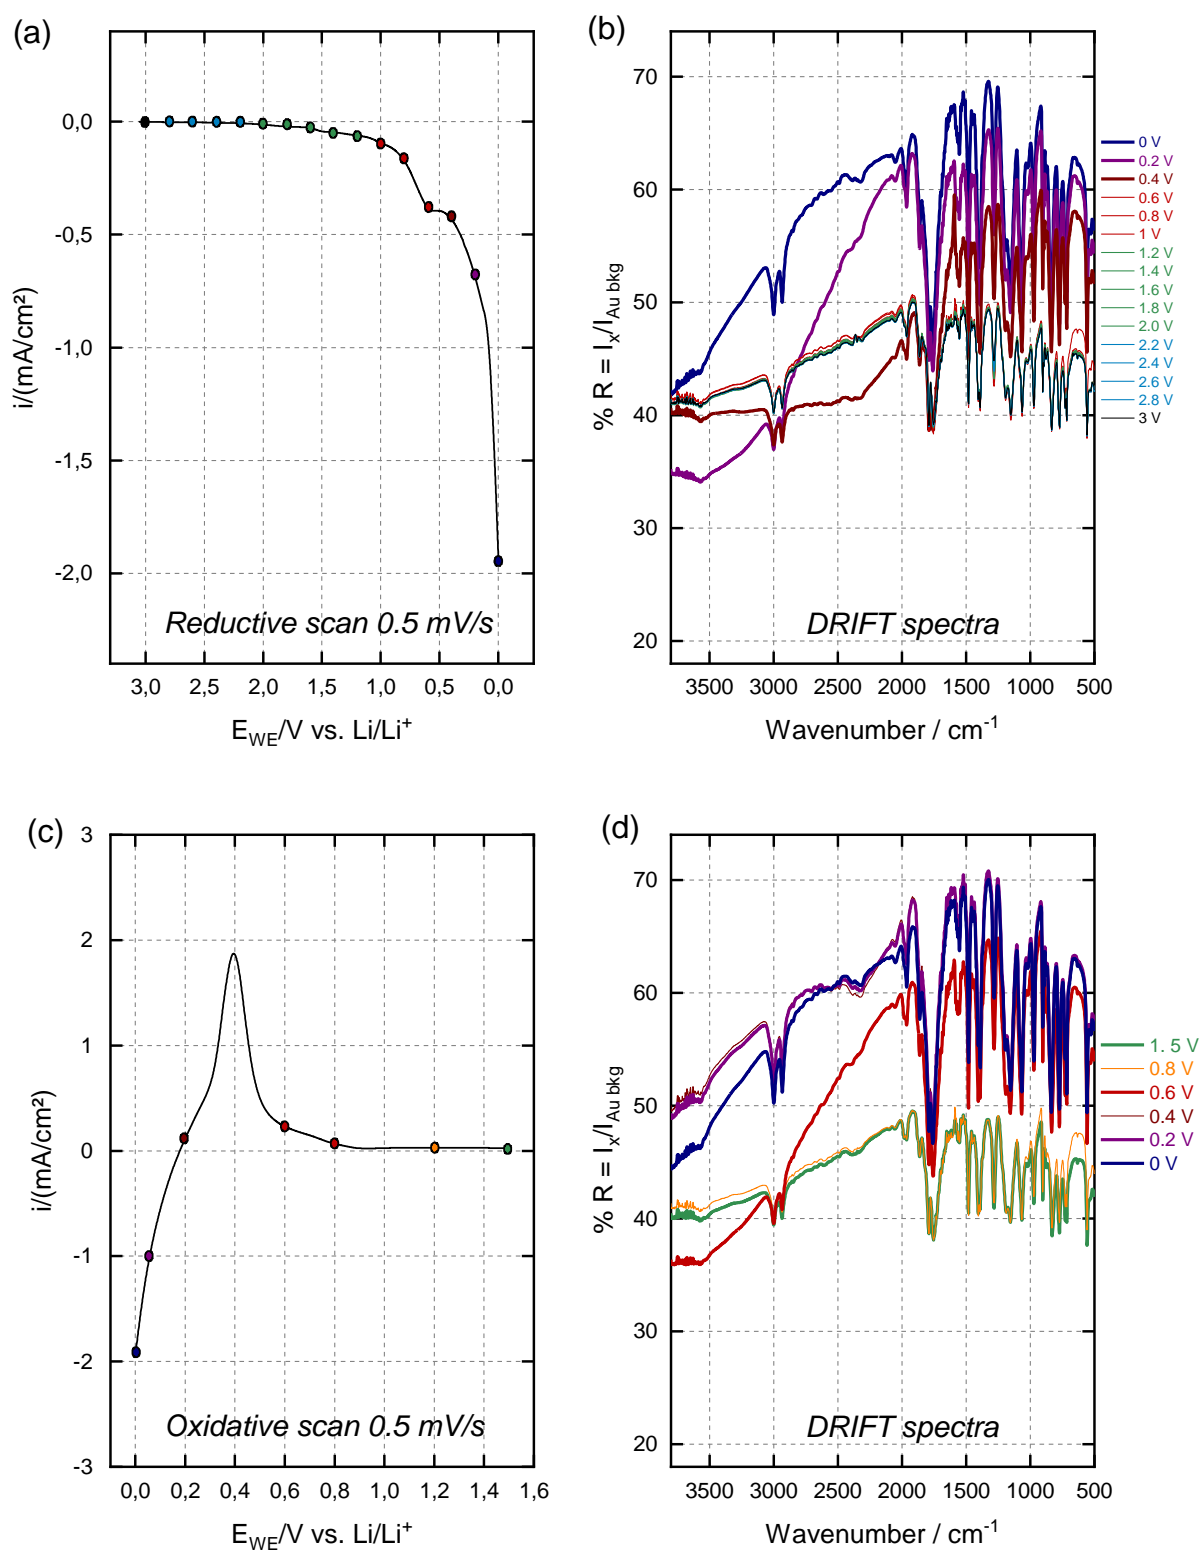 (a)
0,0
-0,5
-1,0
-1,5
-2,0
i/(mA/cm²)
Reductive scan 0.5 mV/s
3,0 2,5 2,0 1,5 1,0 0,5 0,0
E_WE/V vs. Li/Li⁺
(b)
70
60
50
40
30
20
% R = I_x/I_Au bkg
DRIFT spectra
3500 3000 2500 2000 1500 1000 500
Wavenumber / cm⁻¹
0 V
0.2 V
0.4 V
0.6 V
0.8 V
1 V
1.2 V
1.4 V
1.6 V
1.8 V
2.0 V
2.2 V
2.4 V
2.6 V
2.8 V
3 V
(c)
3
2
1
0
-1
-2
-3
i/(mA/cm²)
Oxidative scan 0.5 mV/s
0,0 0,2 0,4 0,6 0,8 1,0 1,2 1,4 1,6
E_WE/V vs. Li/Li⁺
(d)
70
60
50
40
30
20
% R = I_x/I_Au bkg
DRIFT spectra
3500 3000 2500 2000 1500 1000 500
Wavenumber / cm⁻¹
1. 5 V
0.8 V
0.6 V
0.4 V
0.2 V
0 V